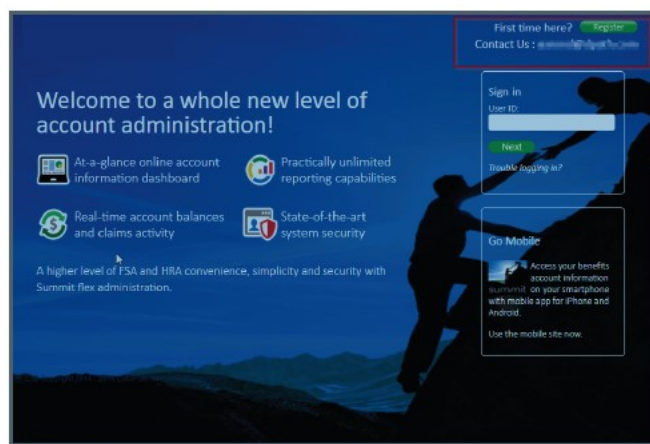 First time here? Register
Contact Us :
Welcome to a whole new level of
account administration!
At-a-glance online account
information dashboard
Practically unlimited
reporting capabilities
Real-time account balances
and claims activity
State-of-the-art
system security
A higher level of FSA and HRA convenience, simplicity and security with
Summit flex administration.
Sign in
User ID:
Next
Trouble logging in?
Go Mobile
summit
Access your benefits
account information
on your smartphone
with mobile app for iPhone and
Android.
Use the mobile site now.